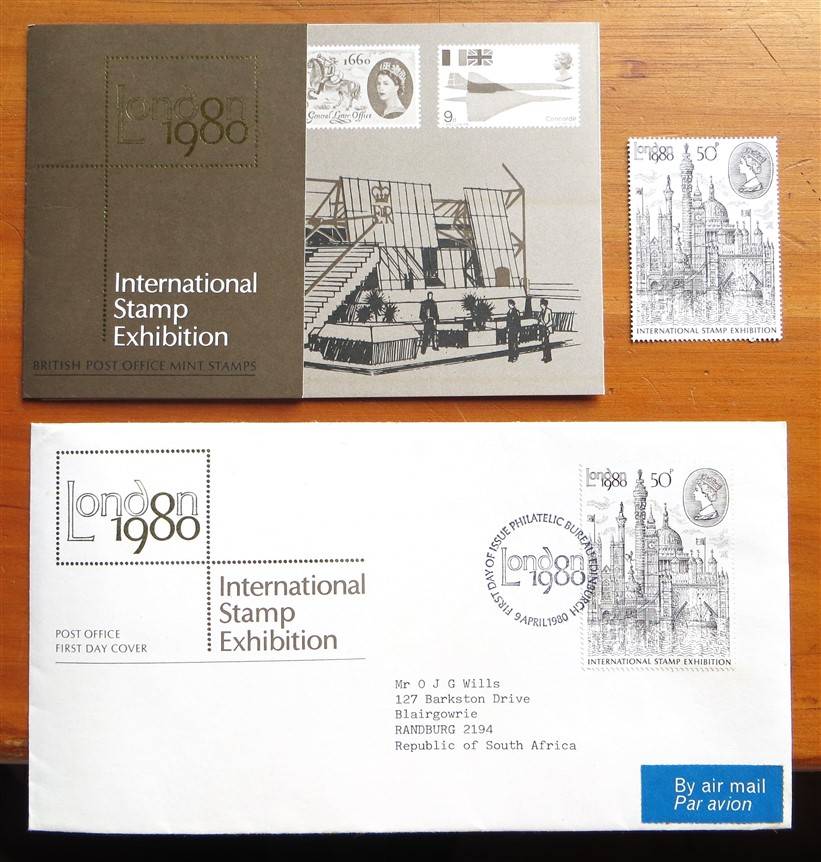 London
1980
International
Stamp
Exhibition
BRITISH POST OFFICE MINT STAMPS
1660
General Letter Office
9D
Concorde
London
1980
50P
INTERNATIONAL STAMP EXHIBITION
London
1980
International
Stamp
Exhibition
POST OFFICE
FIRST DAY COVER
FIRST DAY OF ISSUE PHILATELIC BUREAU EDINBURGH
London
1980
9 APRIL 1980
London
1980
50P
INTERNATIONAL STAMP EXHIBITION
Mr O J G Wills
127 Barkston Drive
Blairgowrie
RANDBURG 2194
Republic of South Africa
By air mail
Par avion